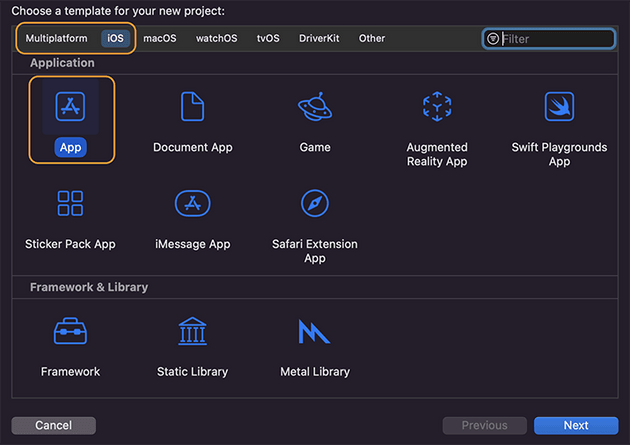 Choose a template for your new project:
Multiplatform iOS macOS watchOS tvOS DriverKit Other Filter
Application
App Document App Game Augmented Reality App Swift Playgrounds App
Sticker Pack App iMessage App Safari Extension App
Framework & Library
Framework Static Library Metal Library
Cancel Previous Next